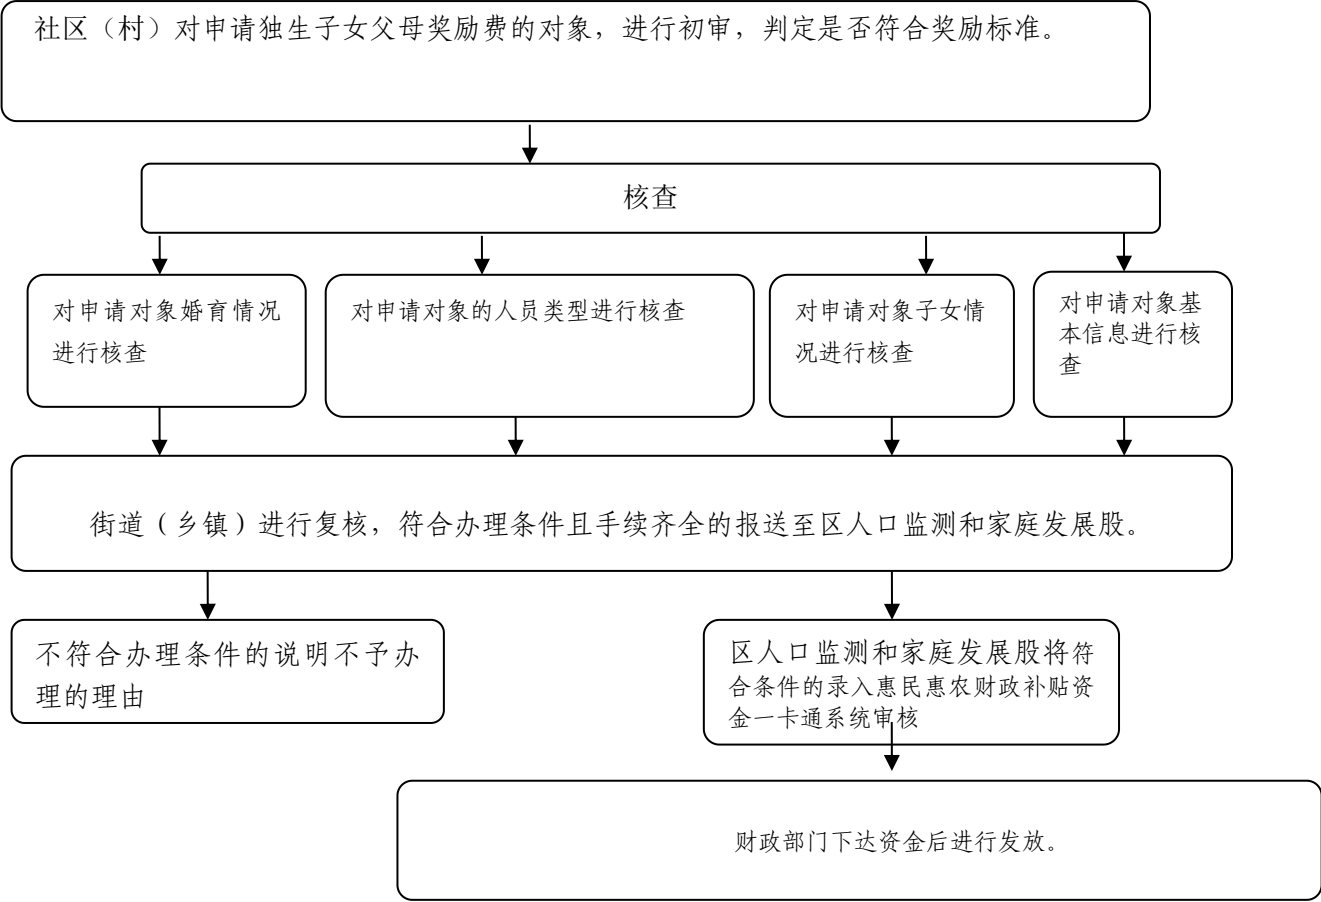 社区（村）对申请独生子女父母奖励费的对象，进行初审，判定是否符合奖励标准。
核查
对申请对象婚育情况
进行核查
对申请对象的人员类型进行核查
对申请对象子女情
况进行核查
对申请对象基
本信息进行核
查
街道（乡镇）进行复核，符合办理条件且手续齐全的报送至区人口监测和家庭发展股。
不符合办理条件的说明不予办
理的理由
区人口监测和家庭发展股将符
合条件的录入惠民惠农财政补贴资
金一卡通系统审核
财政部门下达资金后进行发放。